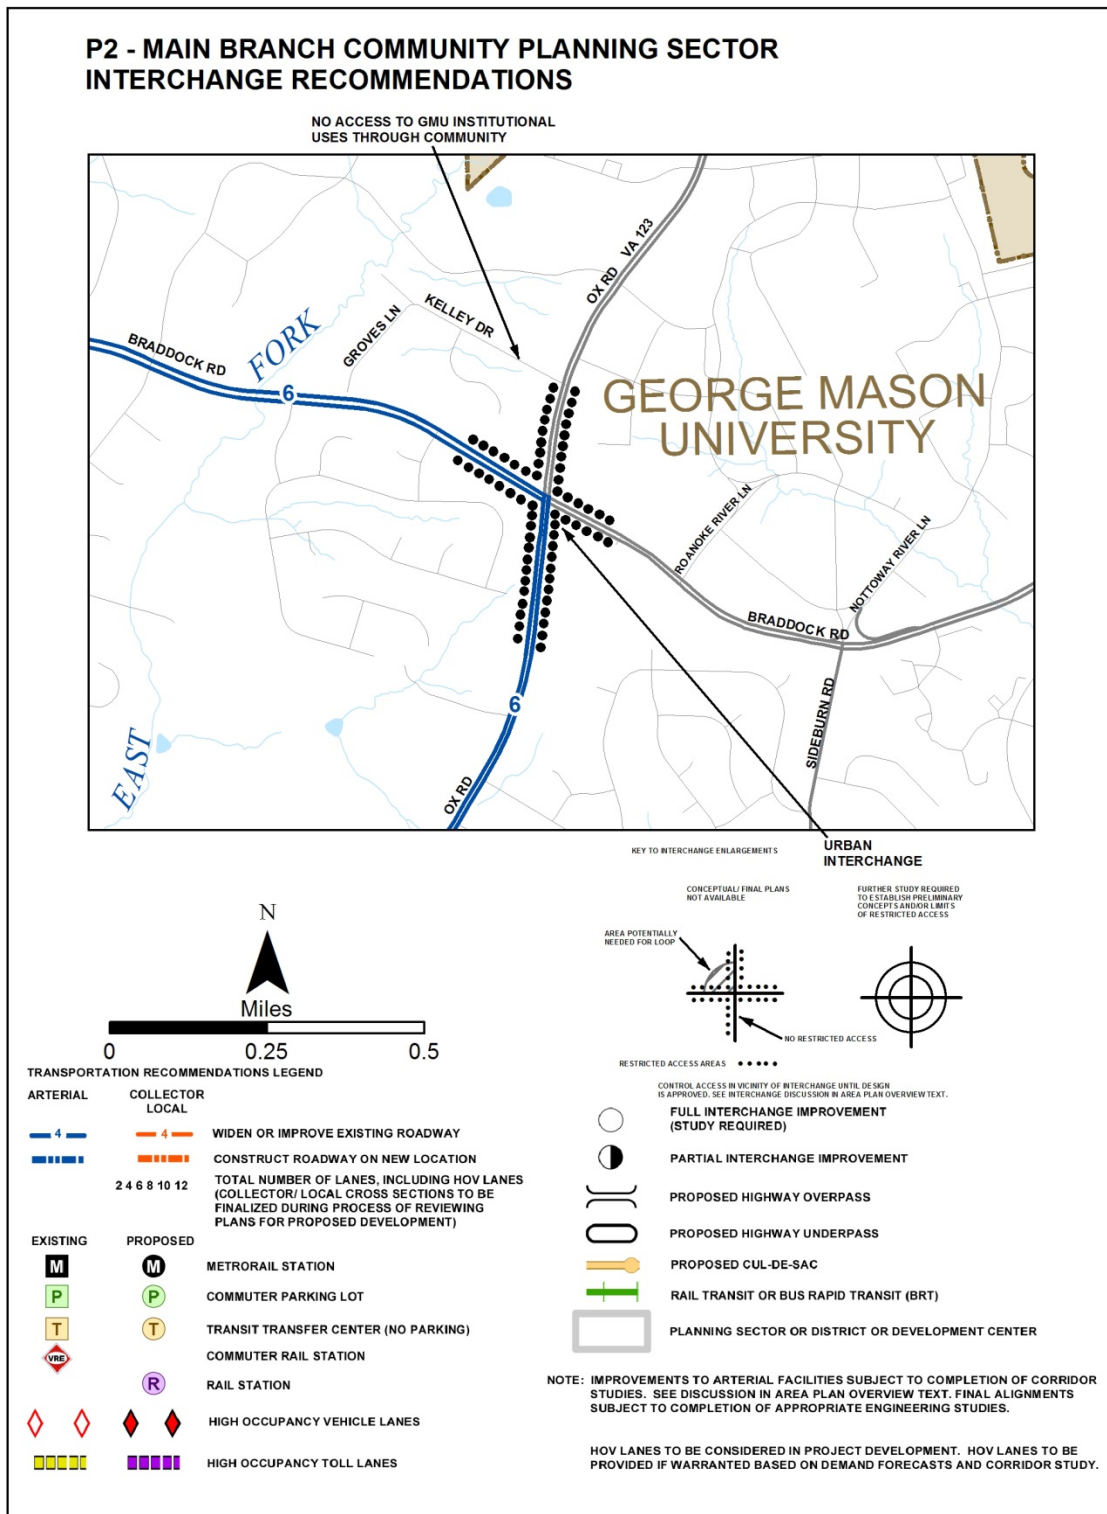 P2 - MAIN BRANCH COMMUNITY PLANNING SECTOR
INTERCHANGE RECOMMENDATIONS
NO ACCESS TO GMU INSTITUTIONAL
USES THROUGH COMMUNITY
OX RD VA 123
KELLEY DR
GROVES LN
BRADDOCK RD
FORK
6
GEORGE MASON
UNIVERSITY
ROANOKE RIVER LN
NOTTOWAY RIVER LN
BRADDOCK RD
SIDEBURN RD
6
EAST
OX RD
URBAN
INTERCHANGE
KEY TO INTERCHANGE ENLARGEMENTS
CONCEPTUAL/ FINAL PLANS
NOT AVAILABLE
FURTHER STUDY REQUIRED
TO ESTABLISH PRELIMINARY
CONCEPTS AND/OR LIMITS
OF RESTRICTED ACCESS
AREA POTENTIALLY
NEEDED FOR LOOP
NO RESTRICTED ACCESS
RESTRICTED ACCESS AREAS
CONTROL ACCESS IN VICINITY OF INTERCHANGE UNTIL DESIGN
IS APPROVED. SEE INTERCHANGE DISCUSSION IN AREA PLAN OVERVIEW TEXT.
N
Miles
0 0.25 0.5
TRANSPORTATION RECOMMENDATIONS LEGEND
ARTERIAL COLLECTOR
LOCAL
4 4 WIDEN OR IMPROVE EXISTING ROADWAY
CONSTRUCT ROADWAY ON NEW LOCATION
2 4 6 8 10 12 TOTAL NUMBER OF LANES, INCLUDING HOV LANES
(COLLECTOR/ LOCAL CROSS SECTIONS TO BE
FINALIZED DURING PROCESS OF REVIEWING
PLANS FOR PROPOSED DEVELOPMENT)
EXISTING PROPOSED
M M METRORAIL STATION
P P COMMUTER PARKING LOT
T T TRANSIT TRANSFER CENTER (NO PARKING)
VRE COMMUTER RAIL STATION
R RAIL STATION
HIGH OCCUPANCY VEHICLE LANES
HIGH OCCUPANCY TOLL LANES
FULL INTERCHANGE IMPROVEMENT
(STUDY REQUIRED)
PARTIAL INTERCHANGE IMPROVEMENT
PROPOSED HIGHWAY OVERPASS
PROPOSED HIGHWAY UNDERPASS
PROPOSED CUL-DE-SAC
RAIL TRANSIT OR BUS RAPID TRANSIT (BRT)
PLANNING SECTOR OR DISTRICT OR DEVELOPMENT CENTER
NOTE: IMPROVEMENTS TO ARTERIAL FACILITIES SUBJECT TO COMPLETION OF CORRIDOR
STUDIES. SEE DISCUSSION IN AREA PLAN OVERVIEW TEXT. FINAL ALIGNMENTS
SUBJECT TO COMPLETION OF APPROPRIATE ENGINEERING STUDIES.
HOV LANES TO BE CONSIDERED IN PROJECT DEVELOPMENT. HOV LANES TO BE
PROVIDED IF WARRANTED BASED ON DEMAND FORECASTS AND CORRIDOR STUDY.